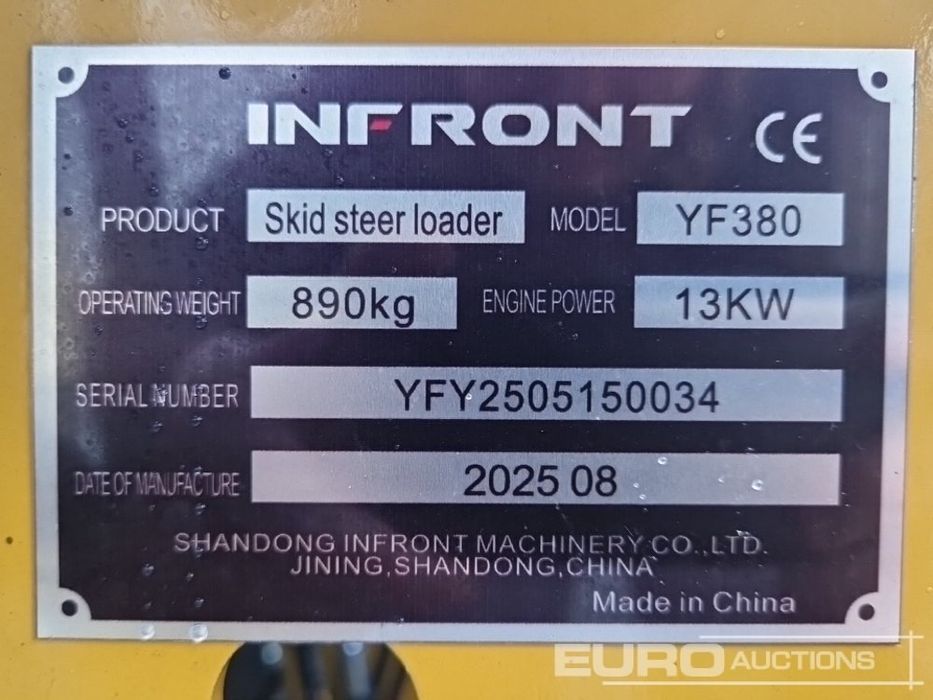 INFRONT CE
PRODUCT Skid steer loader MODEL YF380
OPERATING WEIGHT 890kg ENGINE POWER 13KW
SERIAL NUMBER YFY2505150034
DATE OF MANUFACTURE 2025 08
SHANDONG INFRONT MACHINERY CO.,LTD.
JINING,SHANDONG,CHINA
Made in China
EURO AUCTIONS